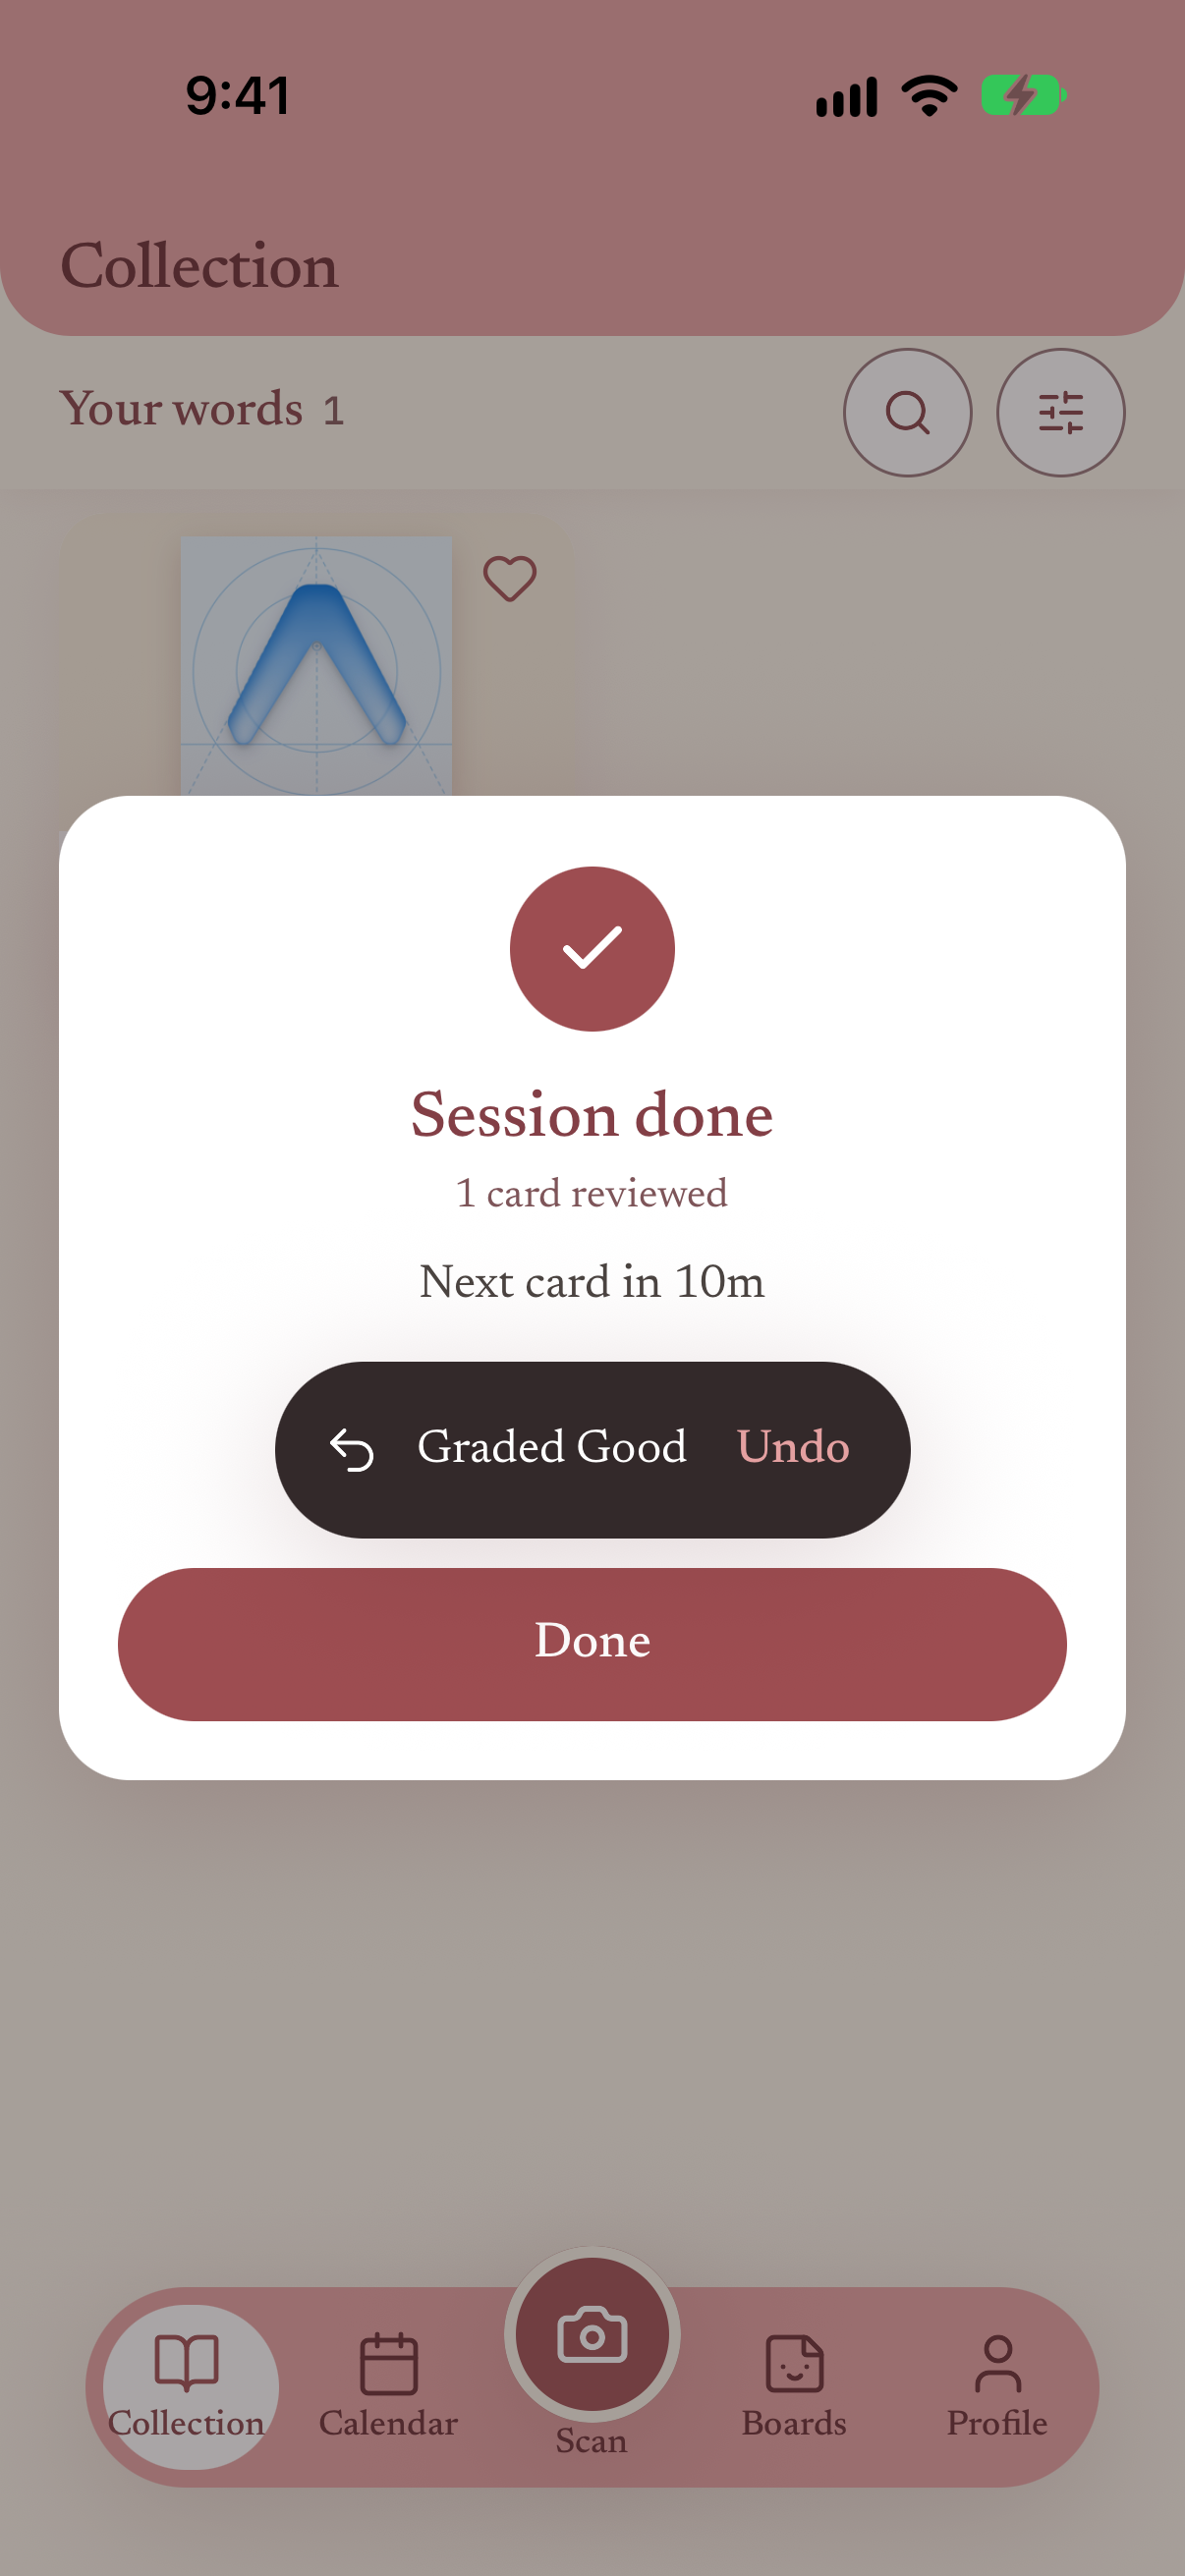 9:41
Collection
Your words 1
Session done
1 card reviewed
Next card in 10m
Graded Good Undo
Done
Collection Calendar Scan Boards Profile